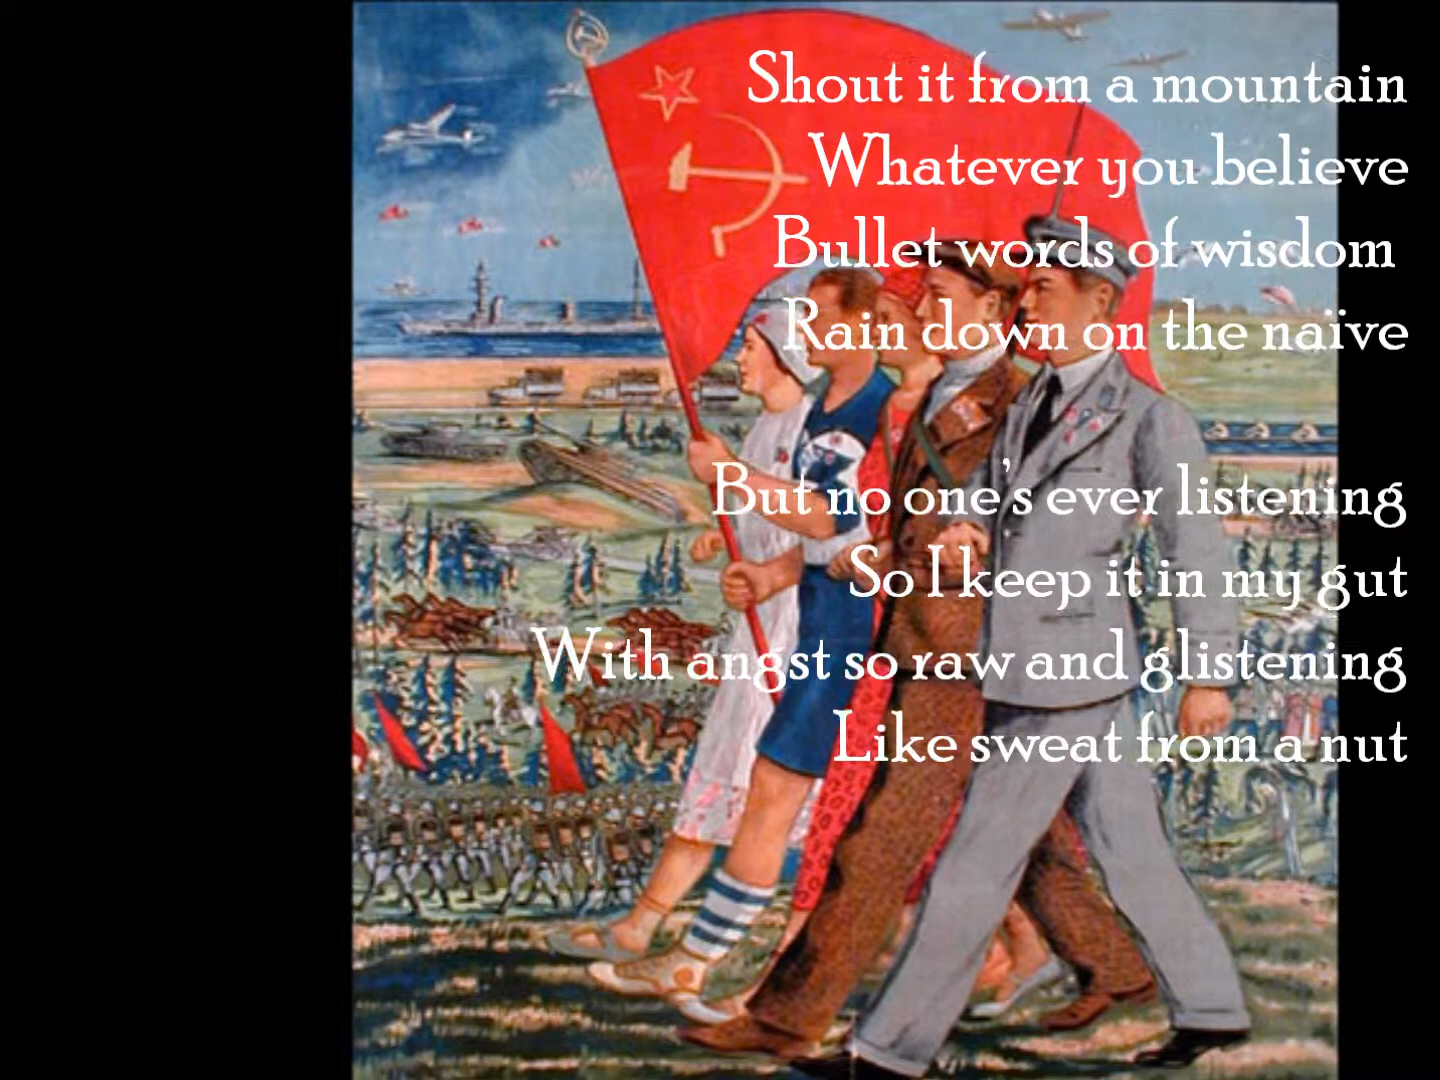 Shout it from a mountain
Whatever you believe
Bullet words of wisdom
Rain down on the naïve
But no one's ever listening
So I keep it in my gut
With angst so raw and glistening
Like sweat from a nut